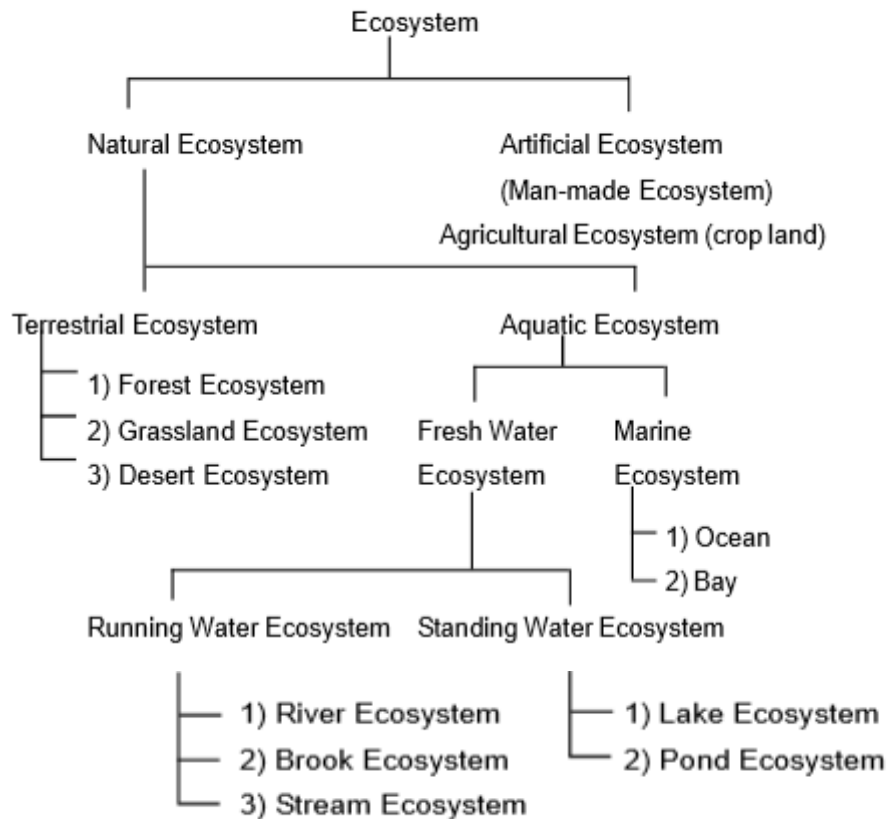 Ecosystem
Natural Ecosystem
Artificial Ecosystem
(Man-made Ecosystem)
Agricultural Ecosystem (crop land)
Terrestrial Ecosystem
1) Forest Ecosystem
2) Grassland Ecosystem
3) Desert Ecosystem
Aquatic Ecosystem
Fresh Water
Ecosystem
Marine
Ecosystem
1) Ocean
2) Bay
Running Water Ecosystem
1) River Ecosystem
2) Brook Ecosystem
3) Stream Ecosystem
Standing Water Ecosystem
1) Lake Ecosystem
2) Pond Ecosystem